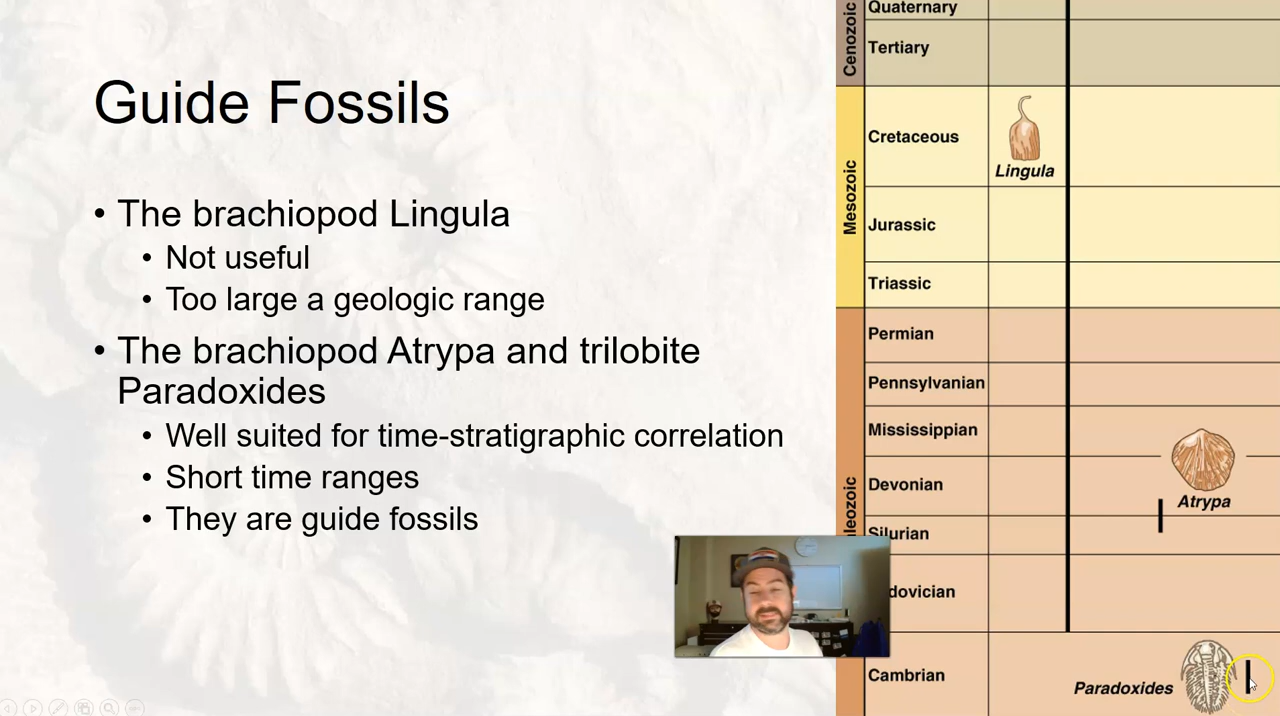 Guide Fossils
• The brachiopod Lingula
• Not useful
• Too large a geologic range
• The brachiopod Atrypa and trilobite
Paradoxides
• Well suited for time-stratigraphic correlation
• Short time ranges
• They are guide fossils
Cenozoic
Quaternary
Tertiary
Mesozoic
Cretaceous
Lingula
Jurassic
Triassic
leozoic
Permian
Pennsylvanian
Mississippian
Devonian
Atrypa
Silurian
dovician
Cambrian
Paradoxides